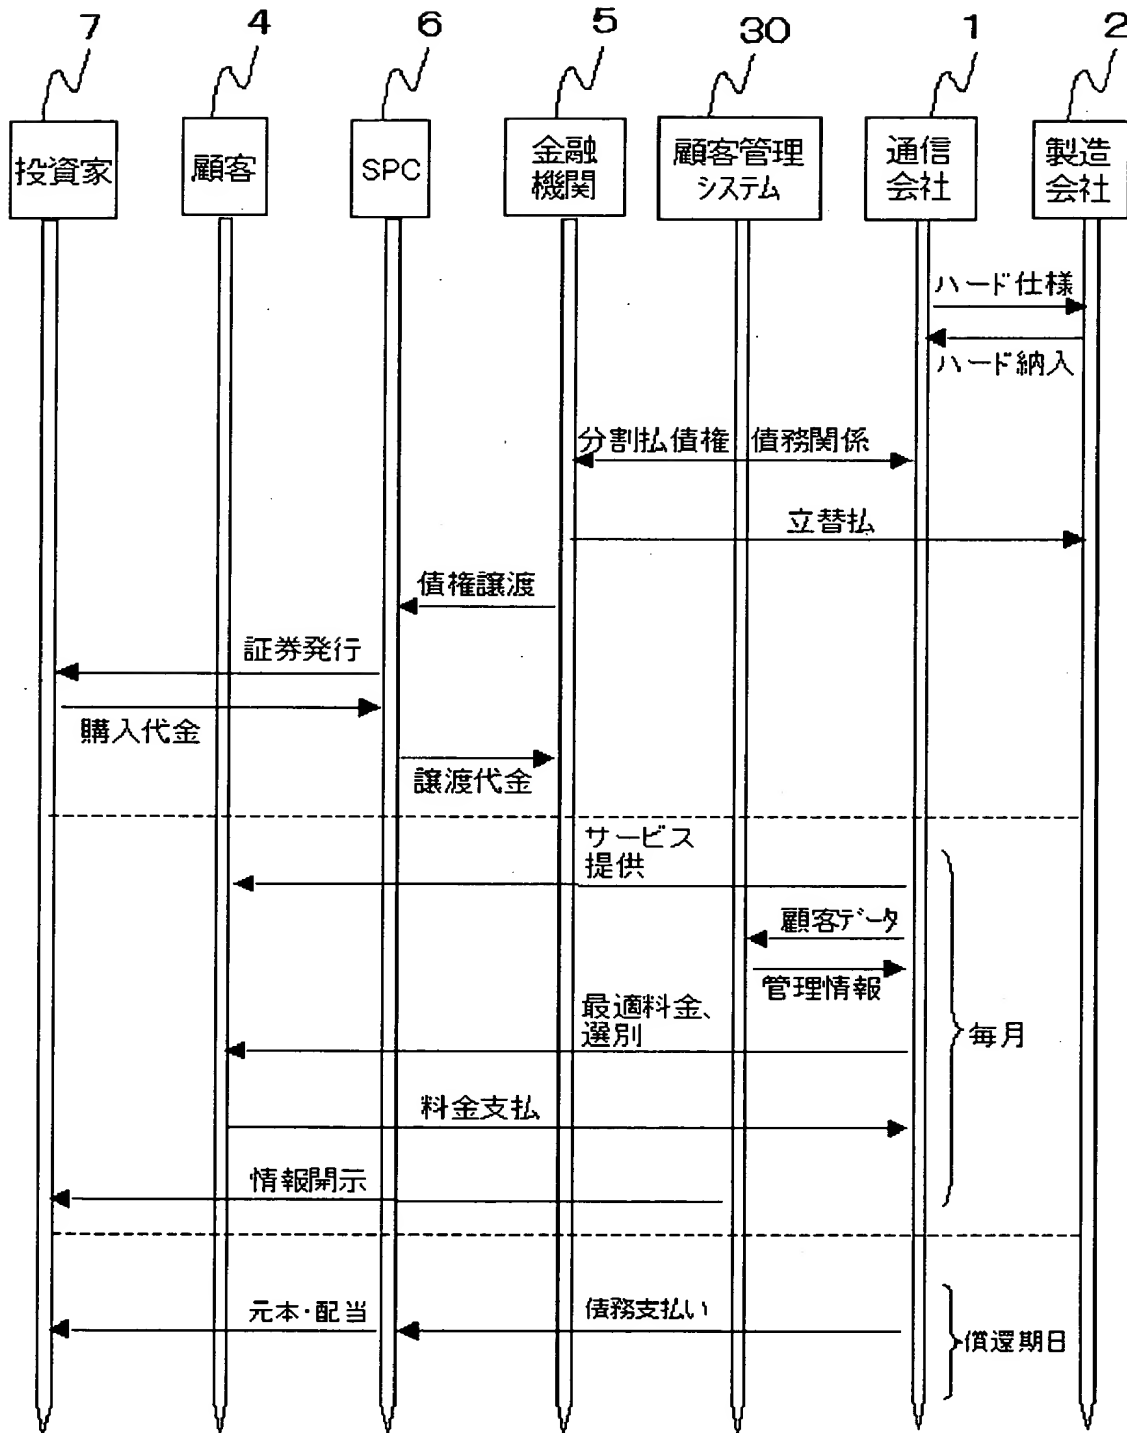 7
4
6
5
30
1
2
投資家
顧客
SPC
金融
機関
顧客管理
システム
通信
会社
製造
会社
ハード仕様
ハード納入
分割払債権 債務関係
立替払
債権譲渡
証券発行
購入代金
譲渡代金
サービス
提供
顧客データ
管理情報
最適料金、
選別
毎月
料金支払
情報開示
元本・配当
債務支払い
償還期日